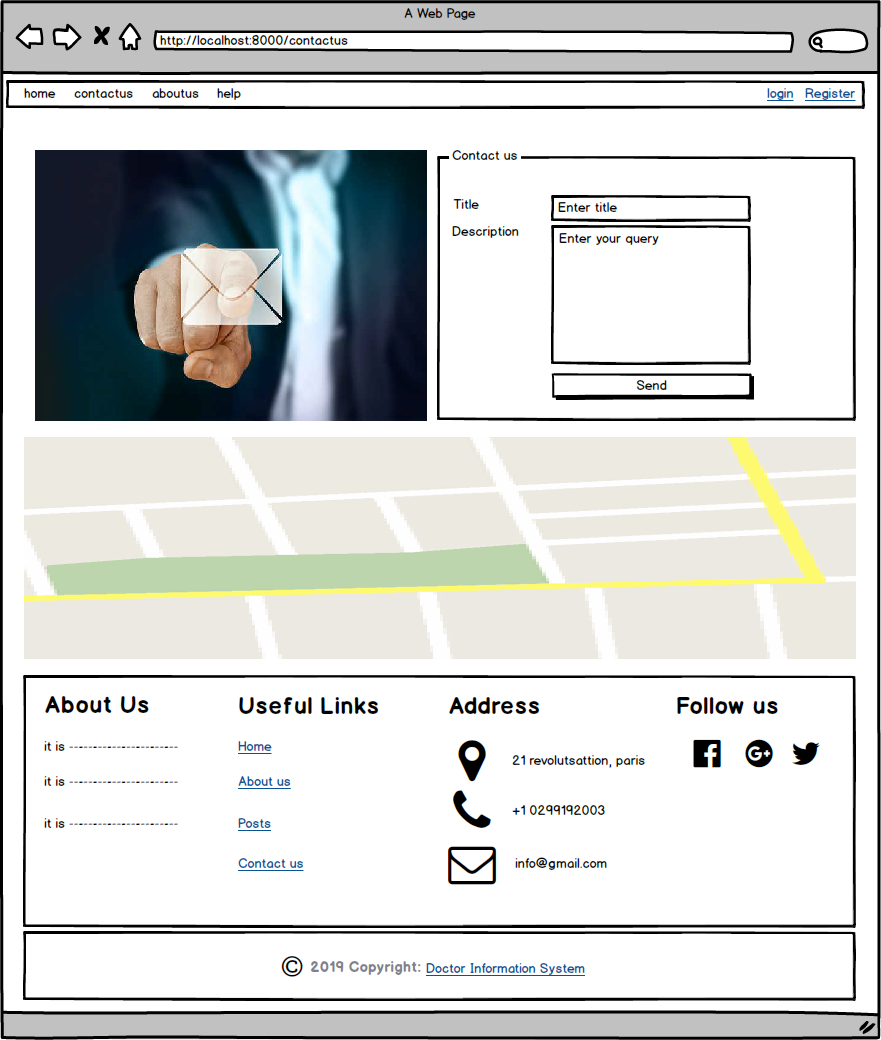 A Web Page
http://localhost:8000/contactus
home contactus aboutus help login Register
Contact us
Title
Enter title
Description
Enter your query
Send
About Us
it is -----------------------
it is -----------------------
it is -----------------------
Useful Links
Home
About us
Posts
Contact us
Address
21 revolutsattion, paris
+1 0299192003
info@gmail.com
Follow us
G+
© 2019 Copyright: Doctor Information System